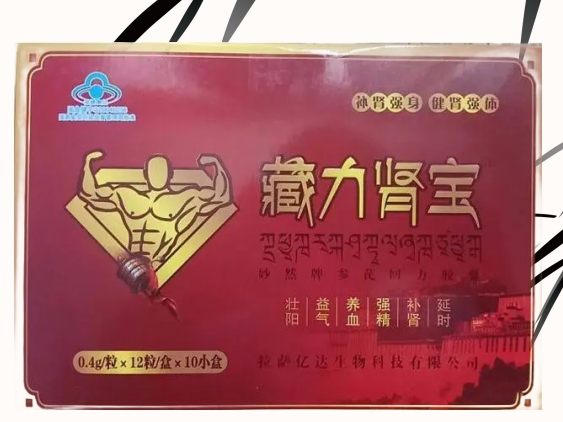 补肾强身 健肾强体
藏力肾宝
妙然牌参花回力胶囊
壮阳 益气 养血 强精 补肾 延时
0.4g/粒×12粒/盒×10小盒
拉萨亿达生物科技有限公司